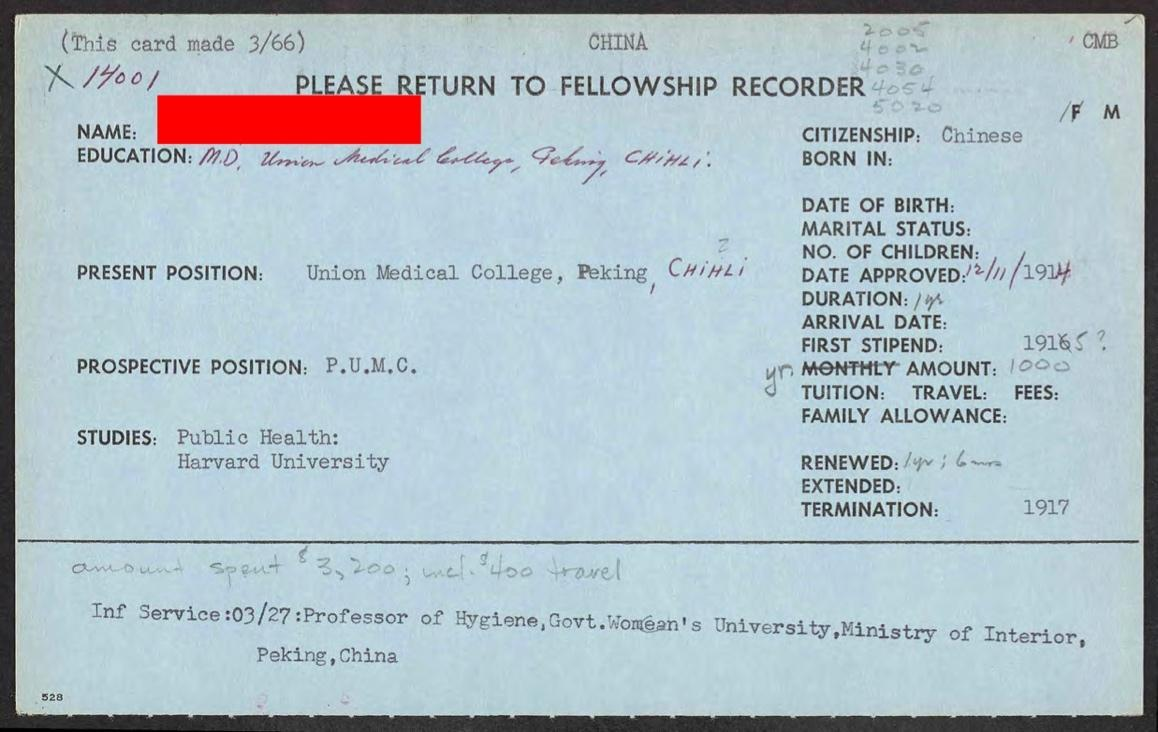 (This card made 3/66)
CHINA
2005
4002
4030
4054
5020
CMB
X 14001
PLEASE RETURN TO FELLOWSHIP RECORDER
/F M
NAME:
EDUCATION: M.D. Union Medical College, Peking, CHIHLI.
CITIZENSHIP: Chinese
BORN IN:
DATE OF BIRTH:
MARITAL STATUS:
NO. OF CHILDREN:
PRESENT POSITION: Union Medical College, Peking, CHIHLI ?
DATE APPROVED: 12/11/1914
DURATION: 1 yr
ARRIVAL DATE:
FIRST STIPEND: 1916 5?
PROSPECTIVE POSITION: P.U.M.C.
yr. MONTHLY AMOUNT: 1000
TUITION: TRAVEL: FEES:
FAMILY ALLOWANCE:
STUDIES: Public Health:
Harvard University
RENEWED: 1 yr; 6 mos
EXTENDED:
TERMINATION: 1917
amount spent $3,200; incl. $400 travel
Inf Service:03/27:Professor of Hygiene,Govt.Woman's University,Ministry of Interior,
Peking,China
528